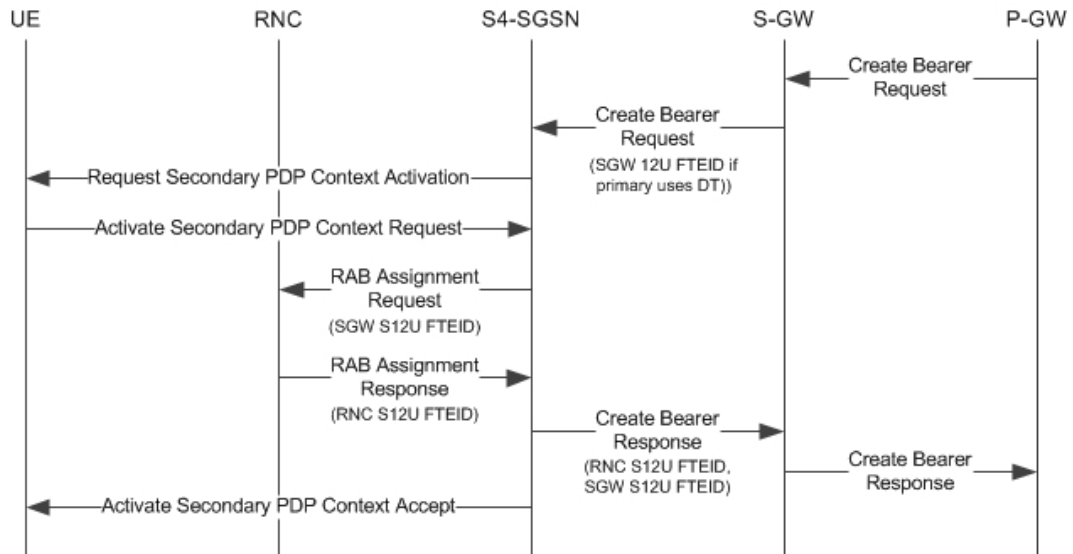 UE RNC S4-SGSN S-GW P-GW
Create Bearer
Request
Create Bearer
Request
(SGW 12U FTEID if
primary uses DT))
Request Secondary PDP Context Activation
Activate Secondary PDP Context Request
RAB Assignment
Request
(SGW S12U FTEID)
RAB Assignment
Response
(RNC S12U FTEID)
Create Bearer
Response
(RNC S12U FTEID,
SGW S12U FTEID)
Create Bearer
Response
Activate Secondary PDP Context Accept